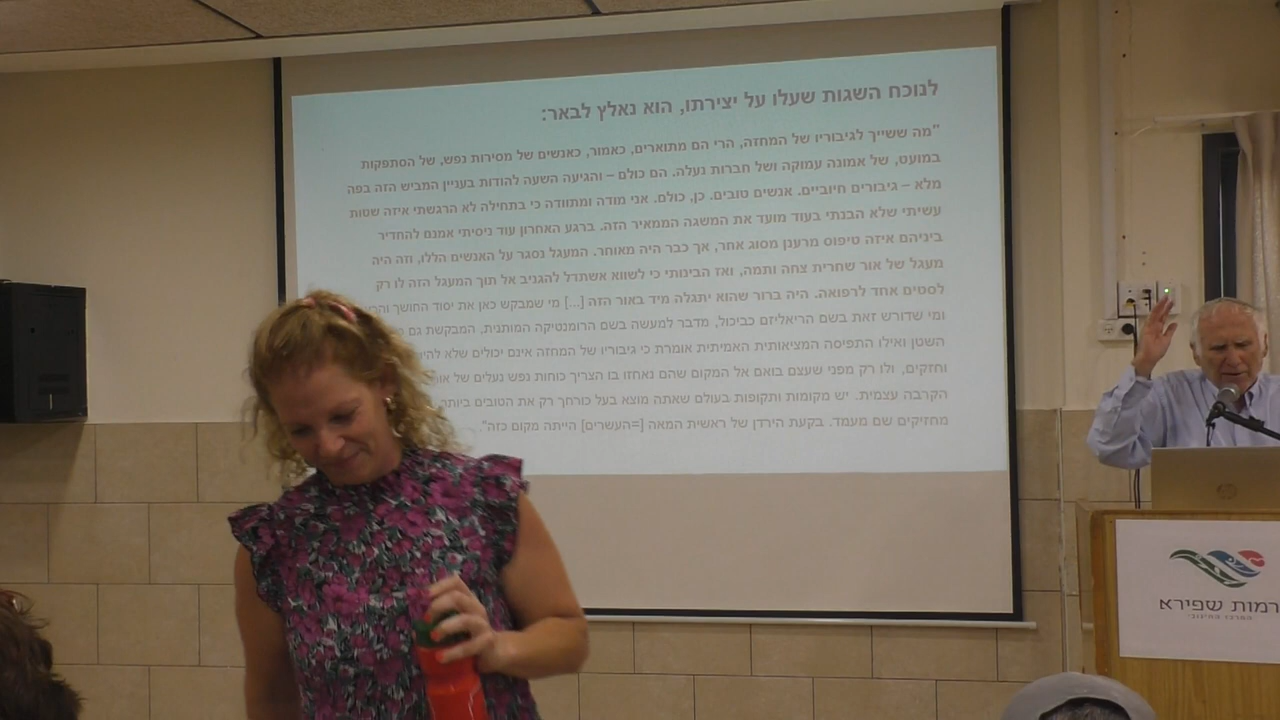 לנוכח השגות שעלו על יצירתו, הוא נאלץ לבאר:
"מה ששייך לגיבוריו של המחזה, הרי הם מתוארים, כאמור, כאנשים של מסירות נפש, של הסתפקות
במועט, של אמונה עמוקה ושל חברות נעלה. הם כולם – והגיעה השעה להודות בעניין המביש הזה בפה
מלא – גיבורים חיוביים. אנשים טובים. כן, כולם. אני מודה ומתוודה כי בתחילה לא הרגשתי איזה שטות
עשיתי שלא הבנתי בעוד מועד את המשגה הממאיר הזה. ברגע האחרון עוד ניסיתי אמנם להחדיר
ביניהם איזה טיפוס מרענן מסוג אחר, אך כבר היה מאוחר. המעגל נסגר על האנשים הללו, וזה היה
מעגל של אור שחרית צחה ותמה, ואז הבינותי כי לשווא אשתדל להגניב אל תוך המעגל הזה לו רק
לסטים אחד לרפואה. היה ברור שהוא יתגלה מיד באור הזה [...] מי שמבקש כאן את יסוד החושך
ומי שדורש זאת בשם הריאליזם כביכול, מדבר למעשה בשם הרומנטיקה המותנית, המבקשת גם
השטן ואילו התפיסה המציאותית האמיתית אומרת כי גיבוריו של המחזה אינם יכולים שלא
וחזקים, ולו רק מפני שעצם בואם אל המקום שהם נאחזו בו הצריך כוחות נפש נעלים של
הקרבה עצמית. יש מקומות ותקופות בעולם שאתה מוצא בעל כורחך רק את הטובים ביותר
מחזיקים שם מעמד. בקעת הירדן של ראשית המאה [=העשרים] הייתה מקום כזה".
רמות שפירא
המרכז החינוכי